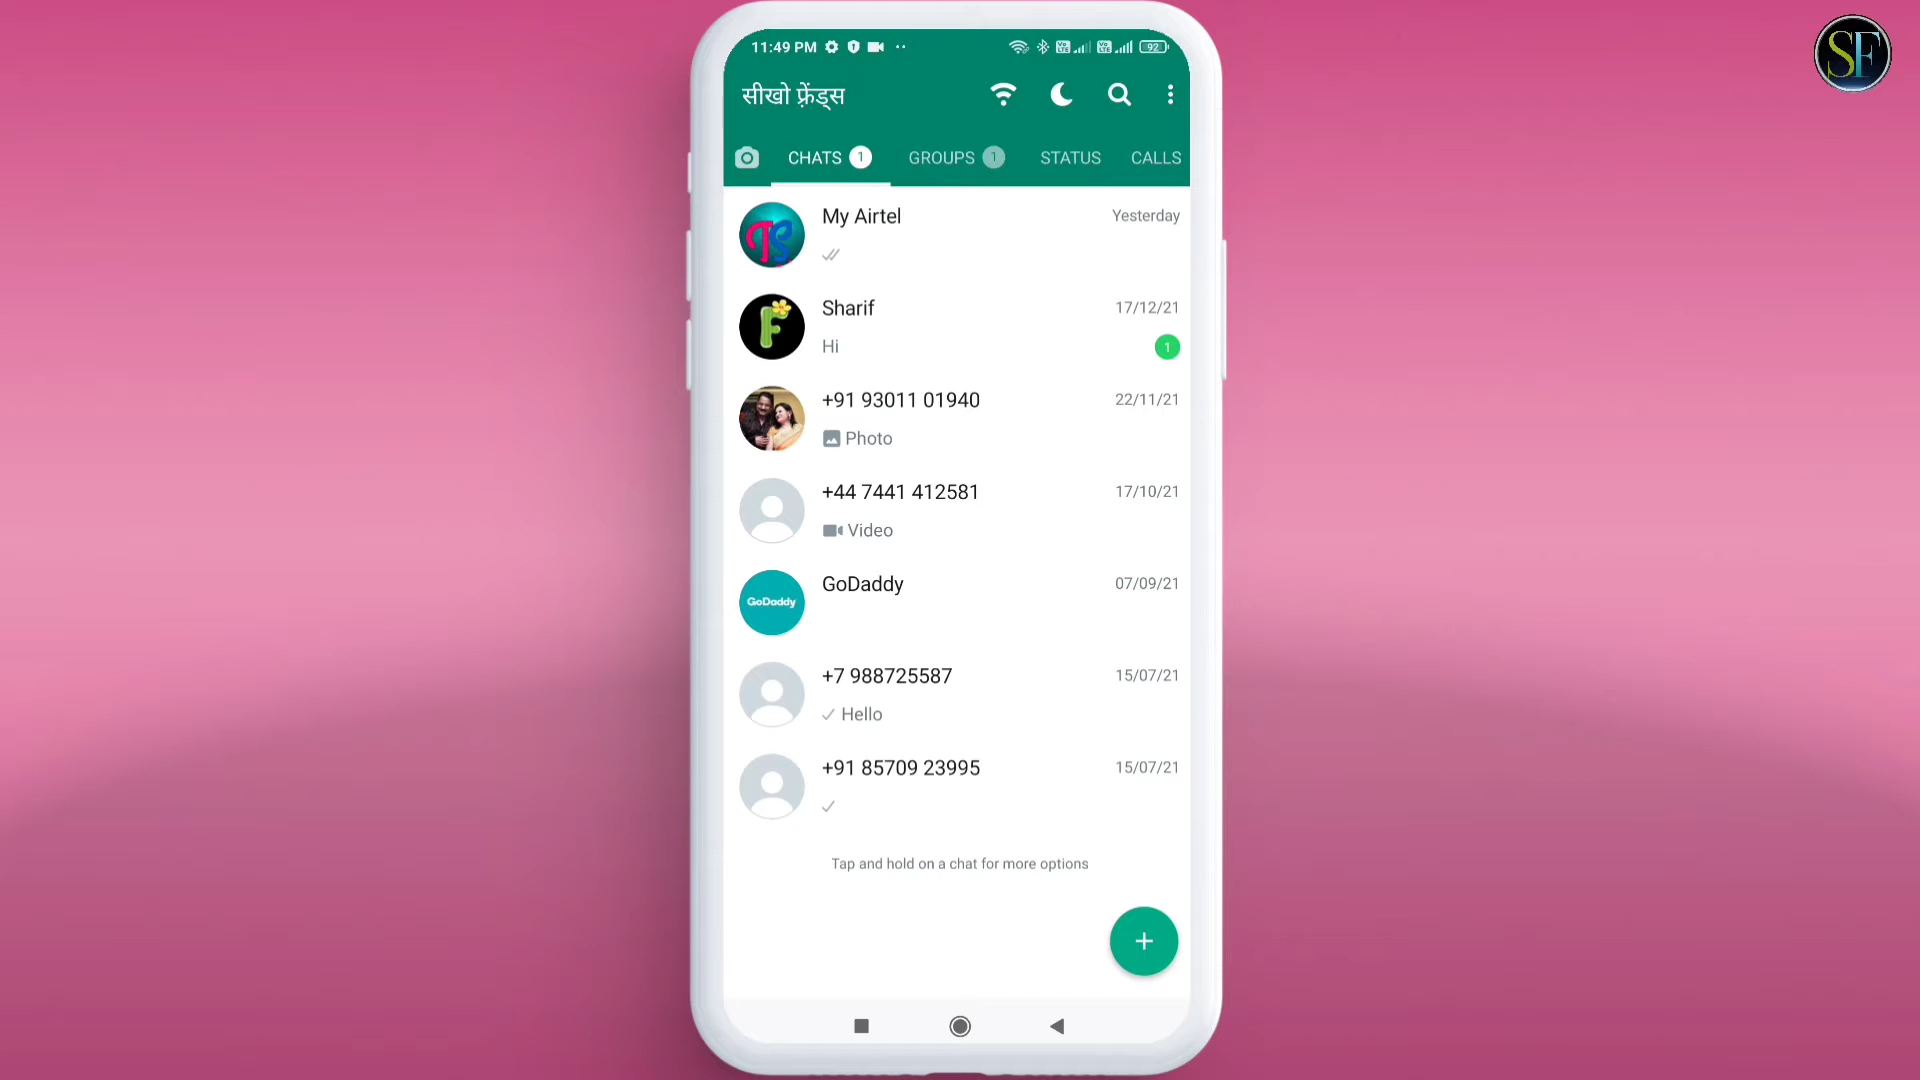 SF
11:49 PM
92
सीखो फ़्रेंड्स
CHATS 1 GROUPS 1 STATUS CALLS
My Airtel Yesterday
TS
Sharif 17/12/21
F
Hi 1
+91 93011 01940 22/11/21
Photo
+44 7441 412581 17/10/21
Video
GoDaddy 07/09/21
GoDaddy
+7 988725587 15/07/21
Hello
+91 85709 23995 15/07/21
Tap and hold on a chat for more options